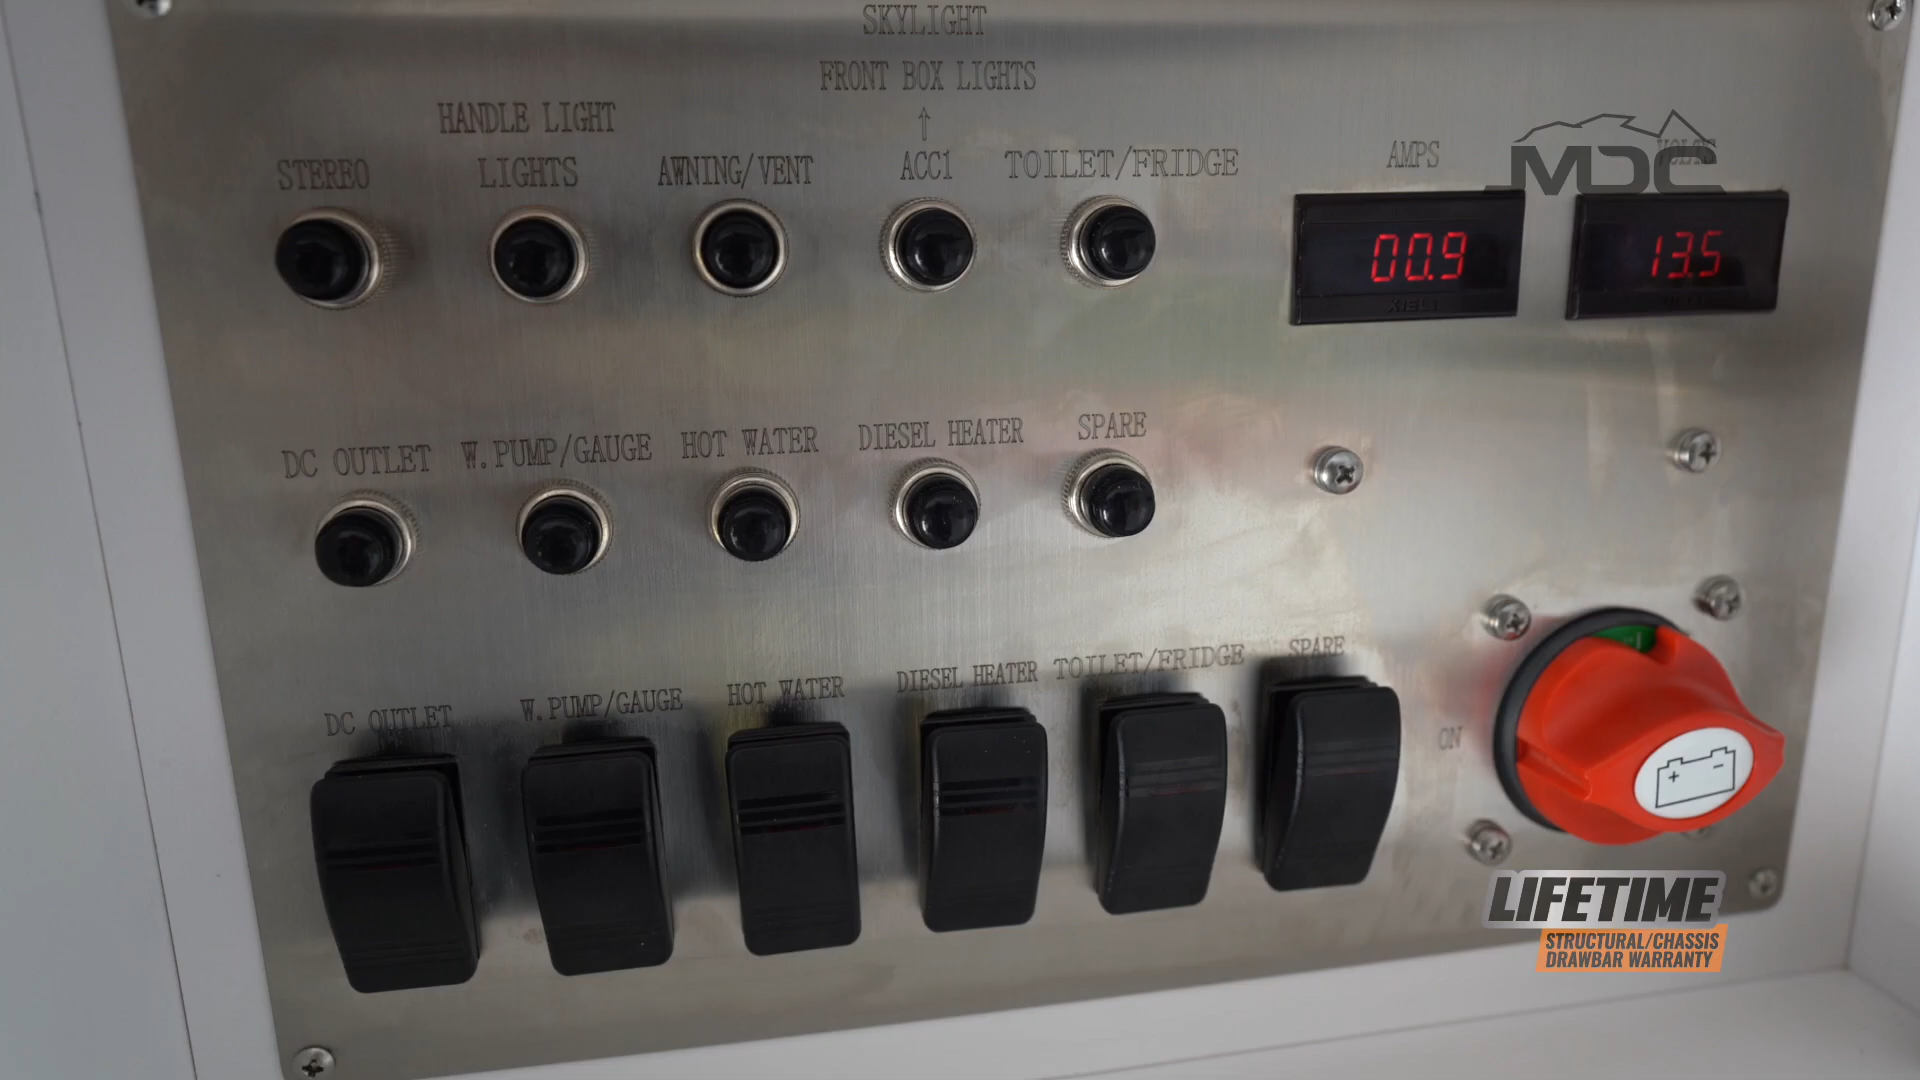 SKYLIGHT
FRONT BOX LIGHTS
↑
HANDLE LIGHT
STEREO LIGHTS AWNING/VENT ACC1 TOILET/FRIDGE
AMPS VOLTS
MDC
00.9 13.5
XIELI
DC OUTLET W.PUMP/GAUGE HOT WATER DIESEL HEATER SPARE
DC OUTLET W.PUMP/GAUGE HOT WATER DIESEL HEATER TOILET/FRIDGE SPARE
ON
+ -
LIFETIME
STRUCTURAL/CHASSIS
DRAWBAR WARRANTY